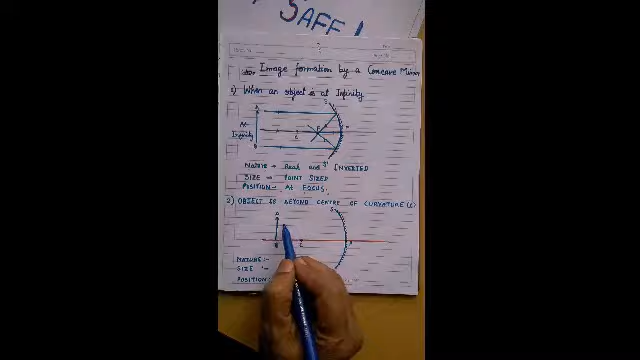 SAFE!
Image formation by a Concave Mirror
1) When an object is at Infinity
A
At
Infinity
B
C
F
P
NATURE → Real and INVERTED
SIZE → POINT SIZED
POSITION → AT FOCUS
2) OBJECT IS BEYOND CENTRE OF CURVATURE (C)
A
B
C
P
NATURE :-
SIZE :-
POSITION :